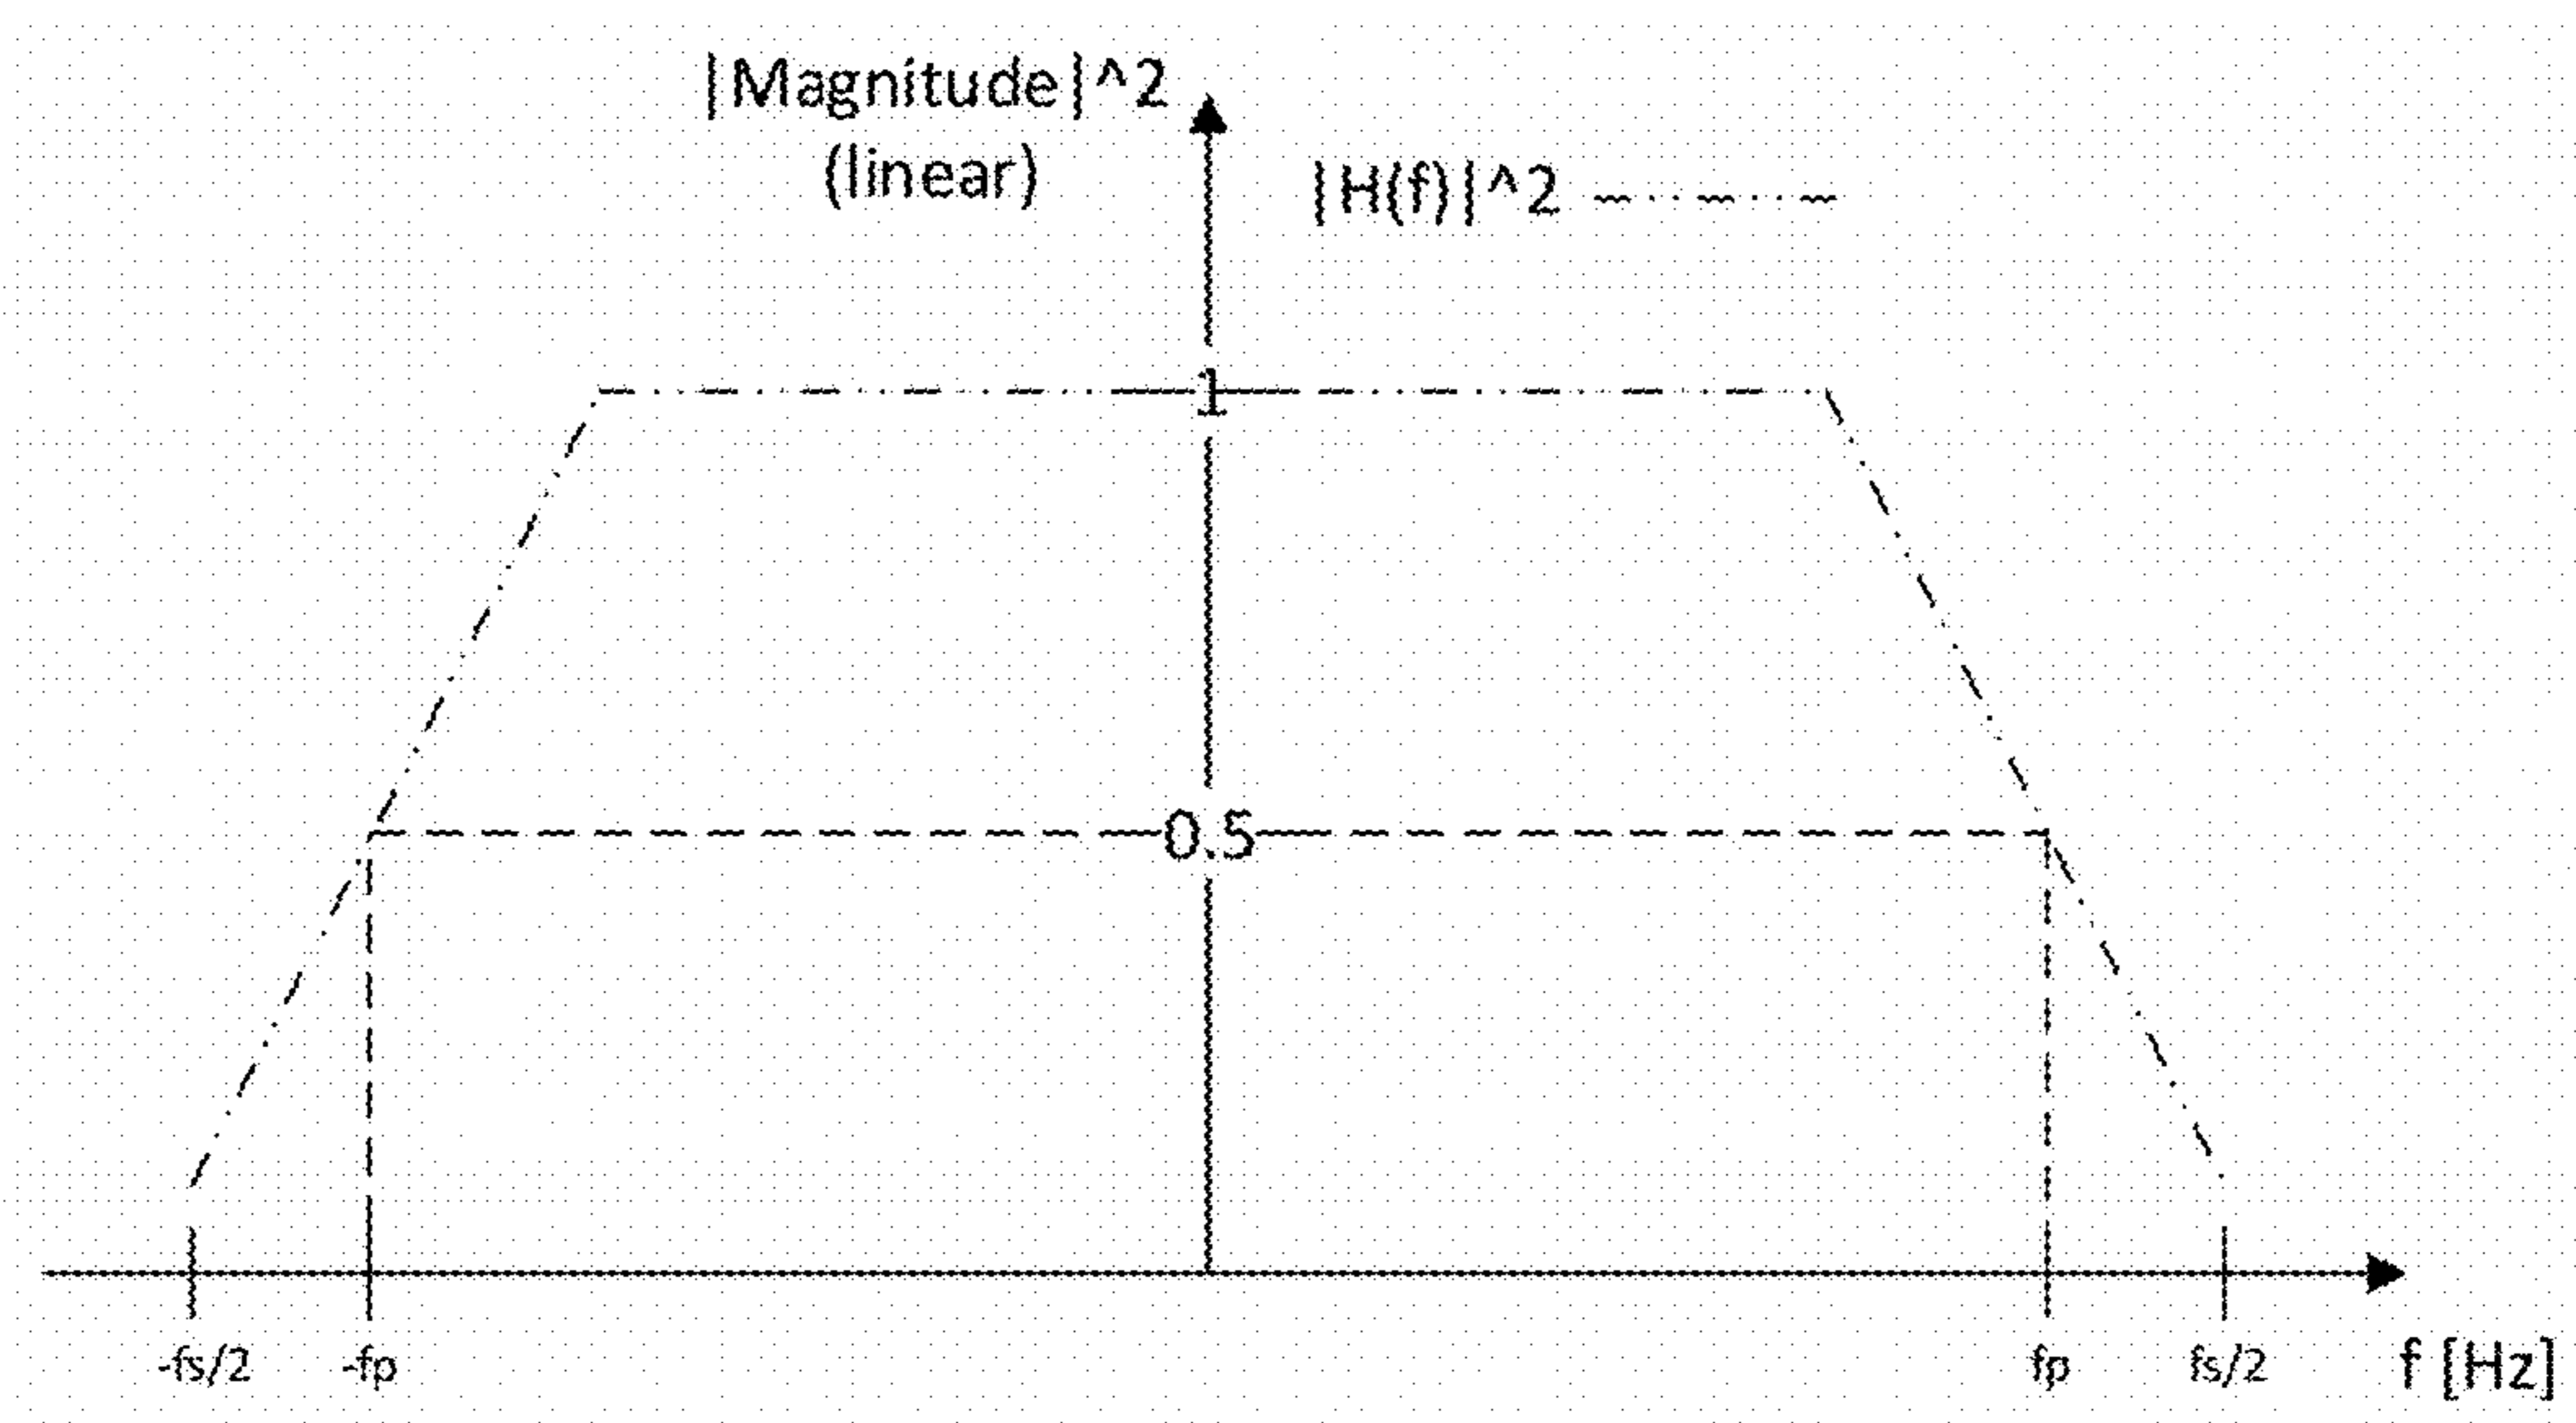 |Magnitude|^2
(linear)
|H(f)|^2
1
0.5
-fs/2
-fp
fp
fs/2
f [Hz]